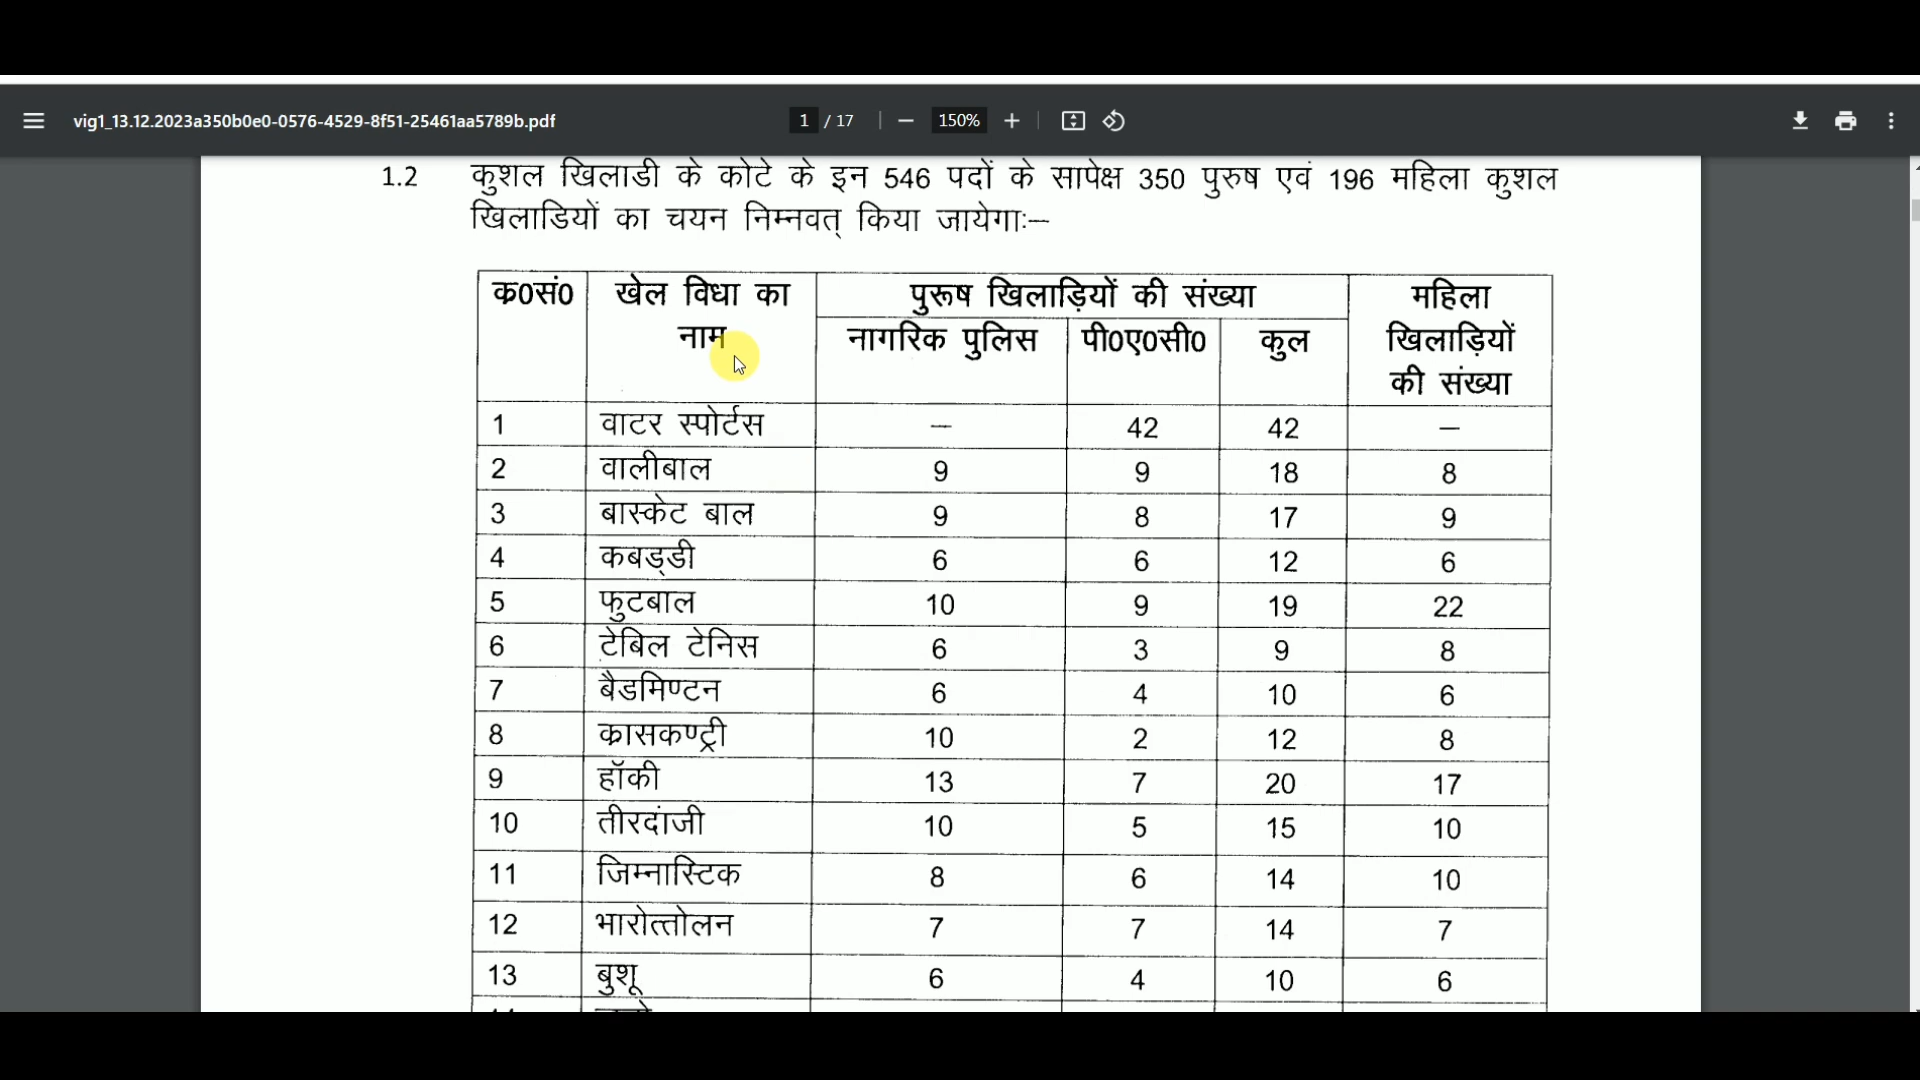 vig1_13.12.2023a350b0e0-0576-4529-8f51-25461aa5789b.pdf 1 / 17 150%
1.2 कुशल खिलाडी के कोटे के इन 546 पदों के सापेक्ष 350 पुरुष एवं 196 महिला कुशल
खिलाडियों का चयन निम्नवत् किया जायेगाः—
क0सं0 खेल विधा का नाम पुरूष खिलाड़ियों की संख्या महिला खिलाड़ियों की संख्या
नागरिक पुलिस पी0ए0सी0 कुल
1 वाटर स्पोर्टस — 42 42 —
2 वालीबाल 9 9 18 8
3 बास्केट बाल 9 8 17 9
4 कबड्डी 6 6 12 6
5 फुटबाल 10 9 19 22
6 टेबिल टेनिस 6 3 9 8
7 बैडमिण्टन 6 4 10 6
8 क्रासकण्ट्री 10 2 12 8
9 हॉकी 13 7 20 17
10 तीरदांजी 10 5 15 10
11 जिम्नास्टिक 8 6 14 10
12 भारोत्तोलन 7 7 14 7
13 बुशू 6 4 10 6